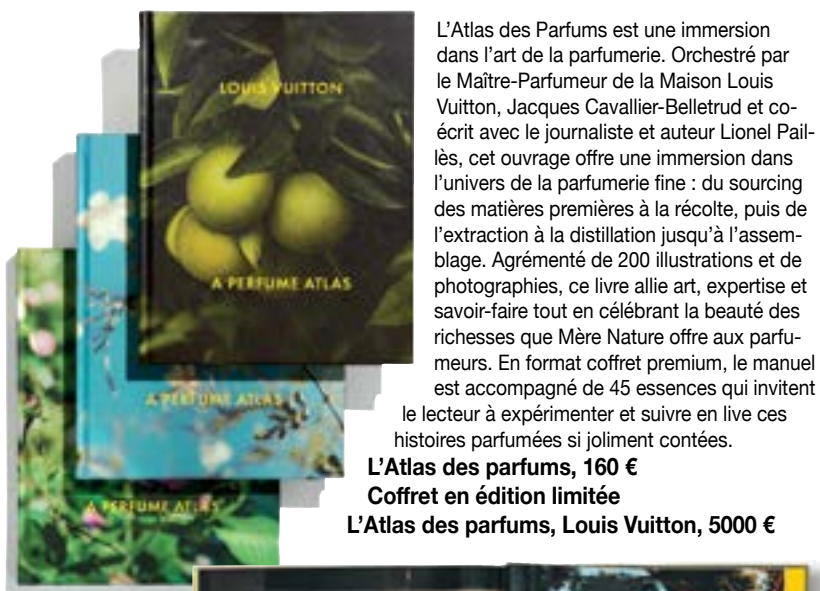 LOUIS VUITTON
A PERFUME ATLAS
A PERFUME ATLAS
A PERFUME ATLAS
L’Atlas des Parfums est une immersion
dans l’art de la parfumerie. Orchestré par
le Maître-Parfumeur de la Maison Louis
Vuitton, Jacques Cavallier-Belletrud et co-
écrit avec le journaliste et auteur Lionel Pail-
lès, cet ouvrage offre une immersion dans
l’univers de la parfumerie fine : du sourcing
des matières premières à la récolte, puis de
l’extraction à la distillation jusqu’à l’assem-
blage. Agrémenté de 200 illustrations et de
photographies, ce livre allie art, expertise et
savoir-faire tout en célébrant la beauté des
richesses que Mère Nature offre aux parfu-
meurs. En format coffret premium, le manuel
est accompagné de 45 essences qui invitent
le lecteur à expérimenter et suivre en live ces
histoires parfumées si joliment contées.
L’Atlas des parfums, 160 €
Coffret en édition limitée
L’Atlas des parfums, Louis Vuitton, 5000 €